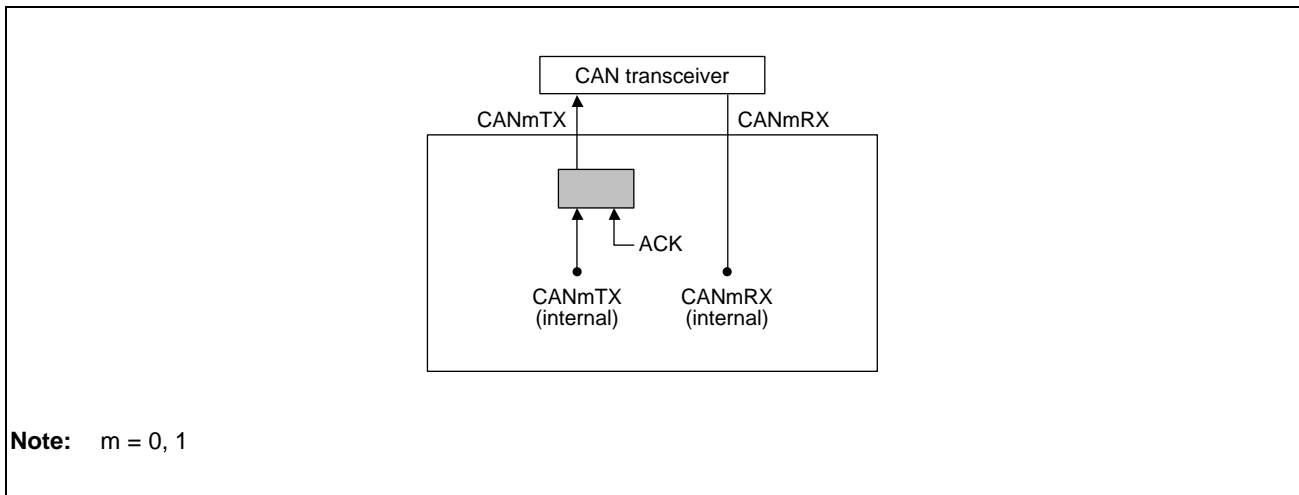 CAN transceiver
CANmTX
CANmRX
ACK
CANmTX
(internal)
CANmRX
(internal)
Note: m = 0, 1